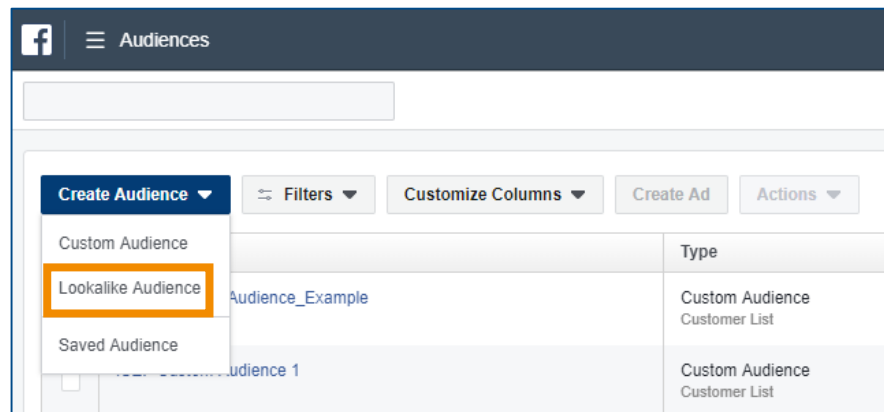 f
Audiences
Create Audience
Filters
Customize Columns
Create Ad
Actions
Custom Audience
Lookalike Audience
Saved Audience
Type
Audience_Example
Custom Audience
Customer List
Audience 1
Custom Audience
Customer List